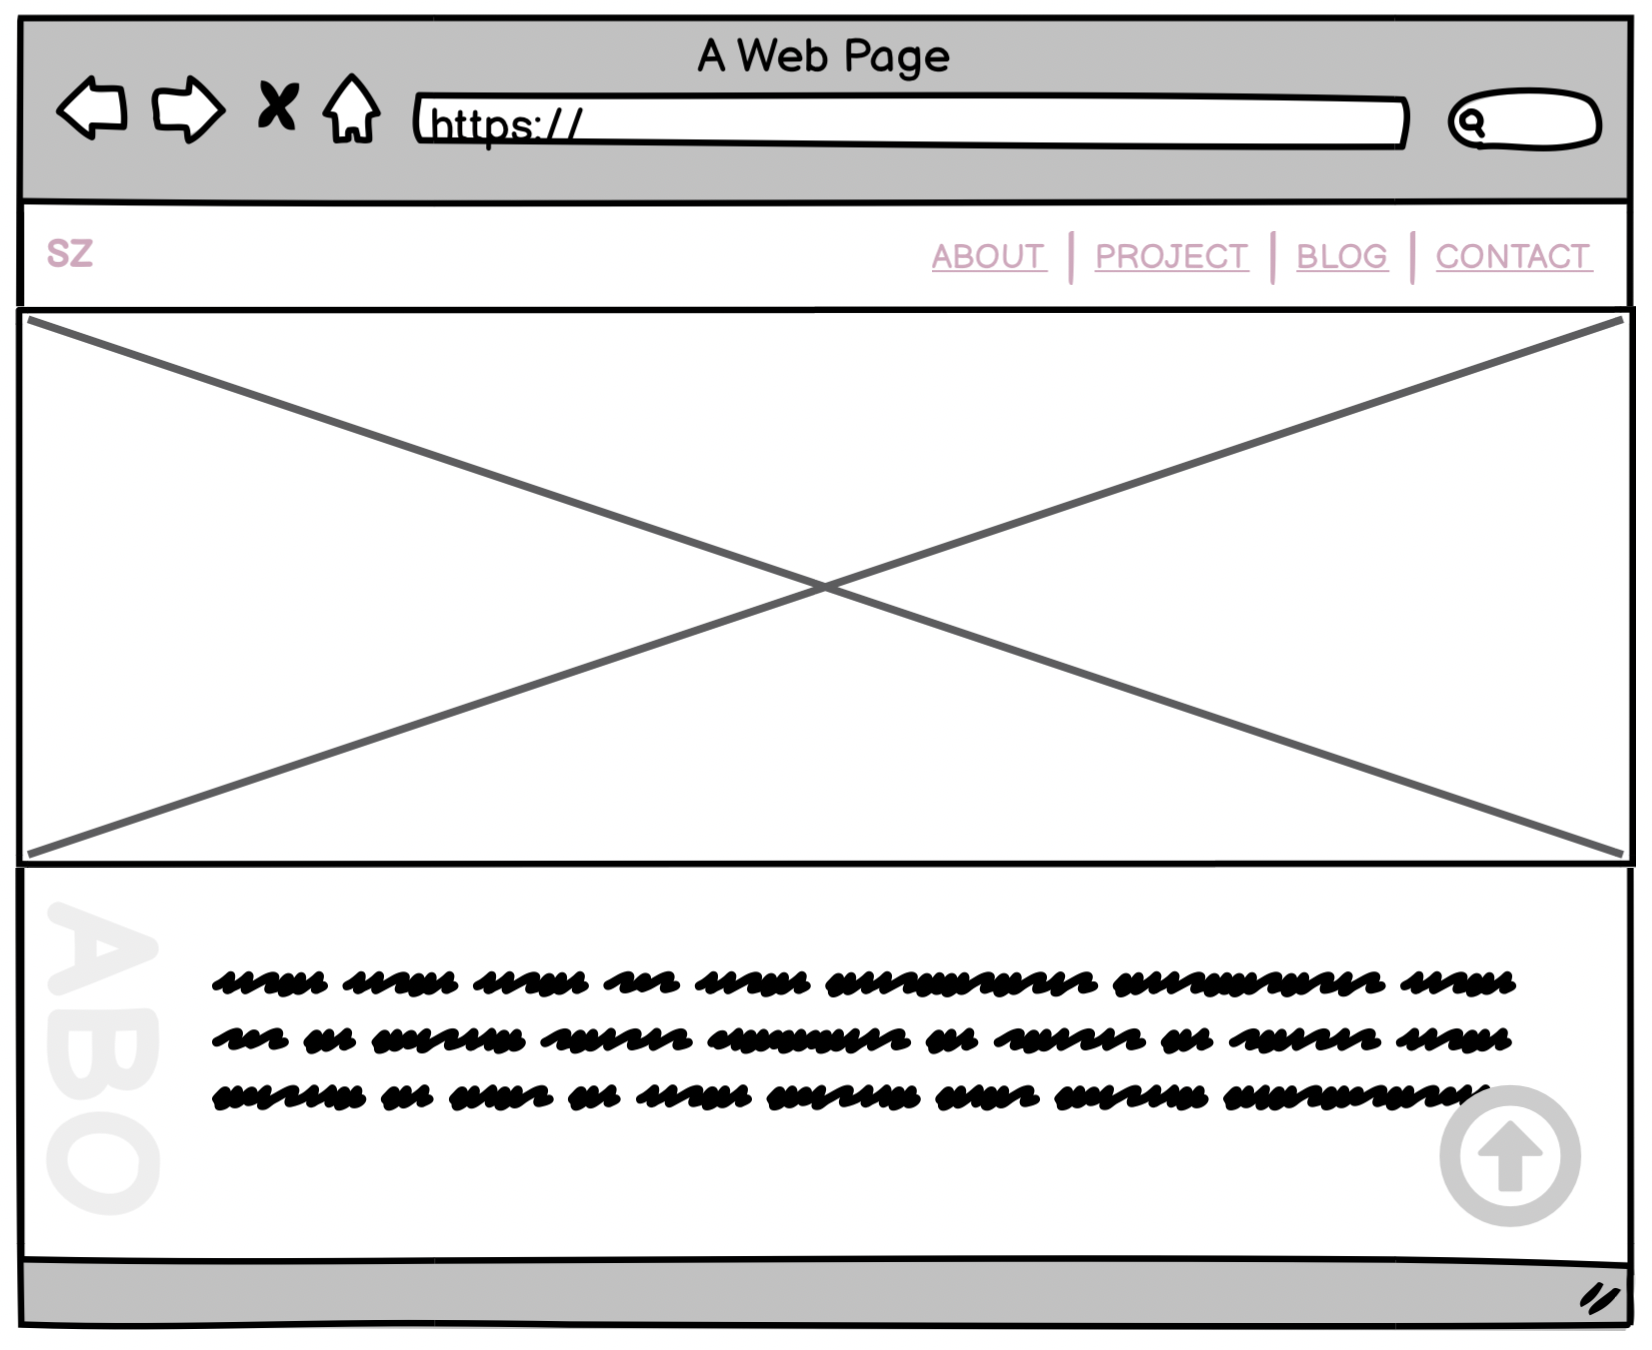 A Web Page
https://
SZ
ABOUT | PROJECT | BLOG | CONTACT
ABO